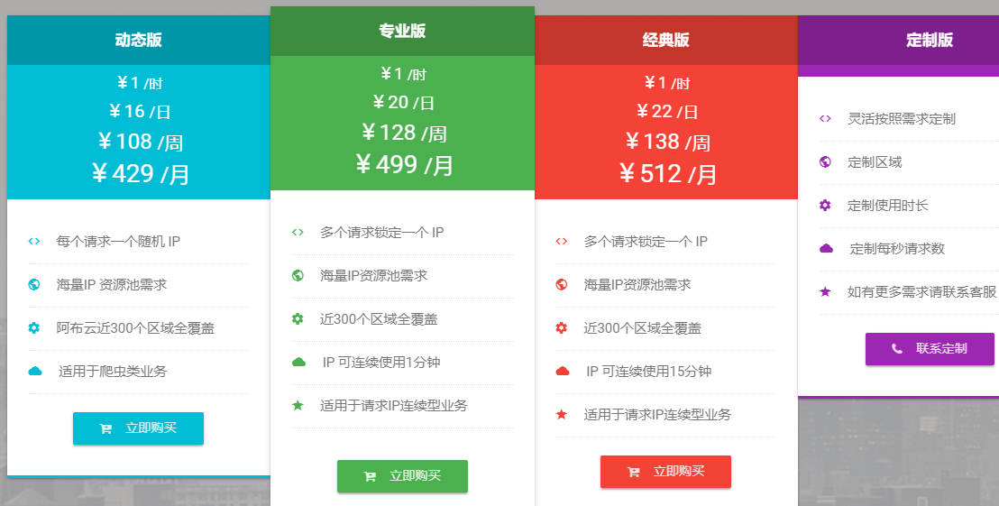 动态版
¥1 /时
¥16 /日
¥108 /周
¥429 /月
每个请求一个随机 IP
海量IP 资源池需求
阿布云近300个区域全覆盖
适用于爬虫类业务
立即购买
专业版
¥1 /时
¥20 /日
¥128 /周
¥499 /月
多个请求锁定一个 IP
海量IP资源池需求
近300个区域全覆盖
IP 可连续使用1分钟
适用于请求IP连续型业务
立即购买
经典版
¥1 /时
¥22 /日
¥138 /周
¥512 /月
多个请求锁定一个 IP
海量IP资源池需求
近300个区域全覆盖
IP 可连续使用15分钟
适用于请求IP连续型业务
立即购买
定制版
灵活按照需求定制
定制区域
定制使用时长
定制每秒请求数
如有更多需求请联系客服
联系定制